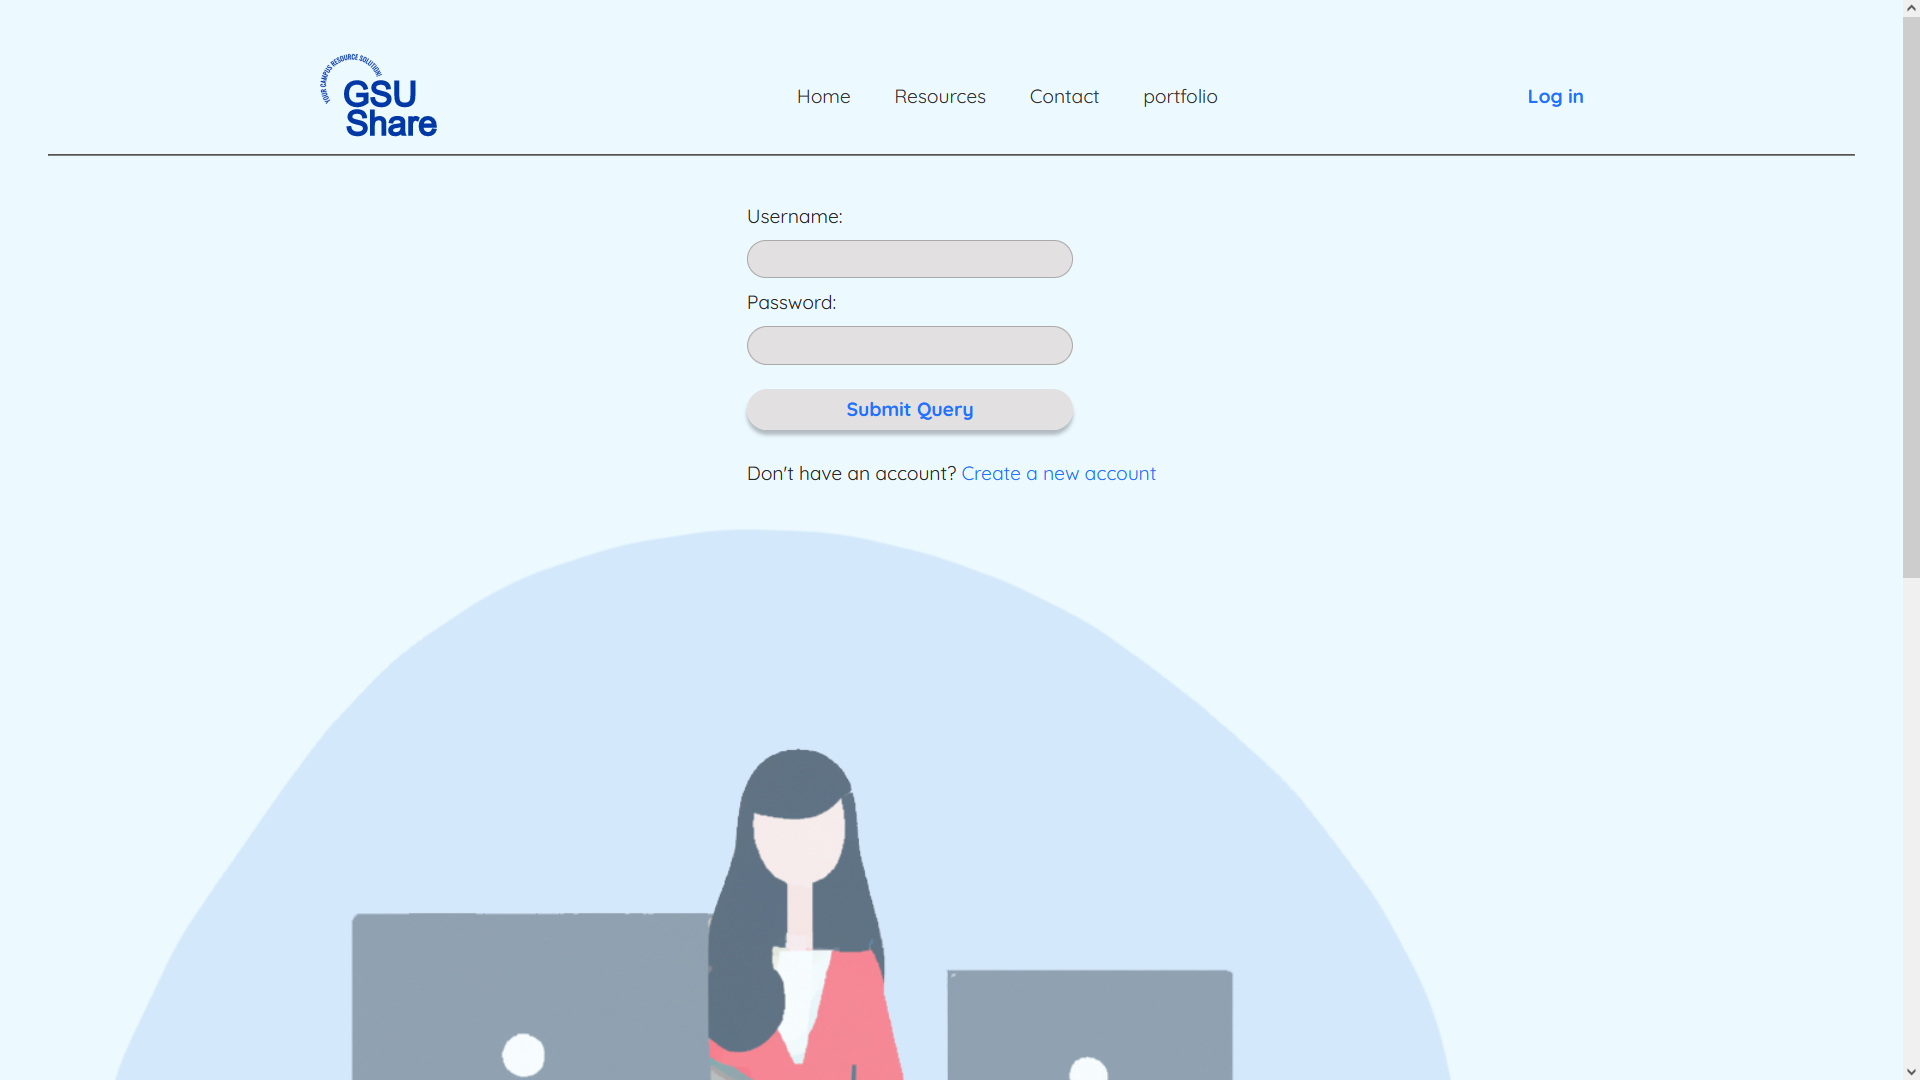 YOUR CAMPUS RESOURCE SOLUTION!
GSU
Share
Home
Resources
Contact
portfolio
Log in
Username:
Password:
Submit Query
Don't have an account? Create a new account